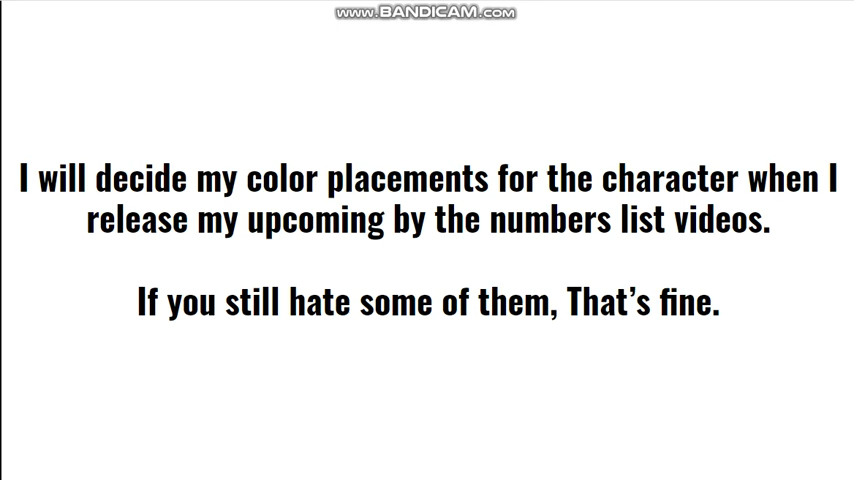 www.BANDICAM.com
I will decide my color placements for the character when I
release my upcoming by the numbers list videos.
If you still hate some of them, That’s fine.